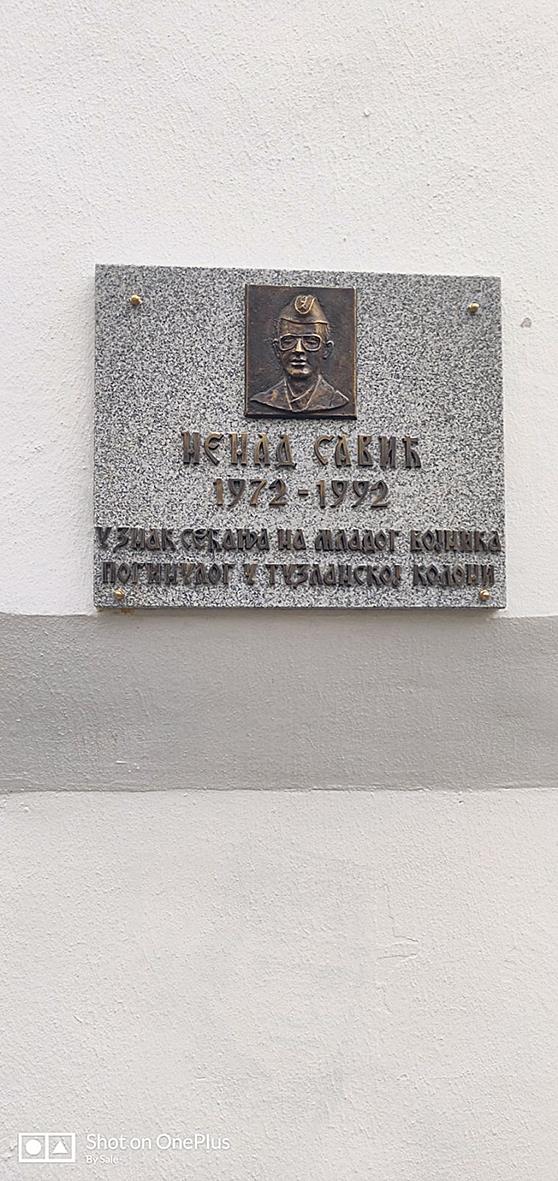 НЕНАД САВИЋ
1972-1992
У ЗНАК СЕЋАЊА НА МЛАДОГ ВОЈНИКА
ПОГИНУЛОГ У ТУЗЛАНСКОЈ КОЛОНИ
Shot on OnePlus
By Sale